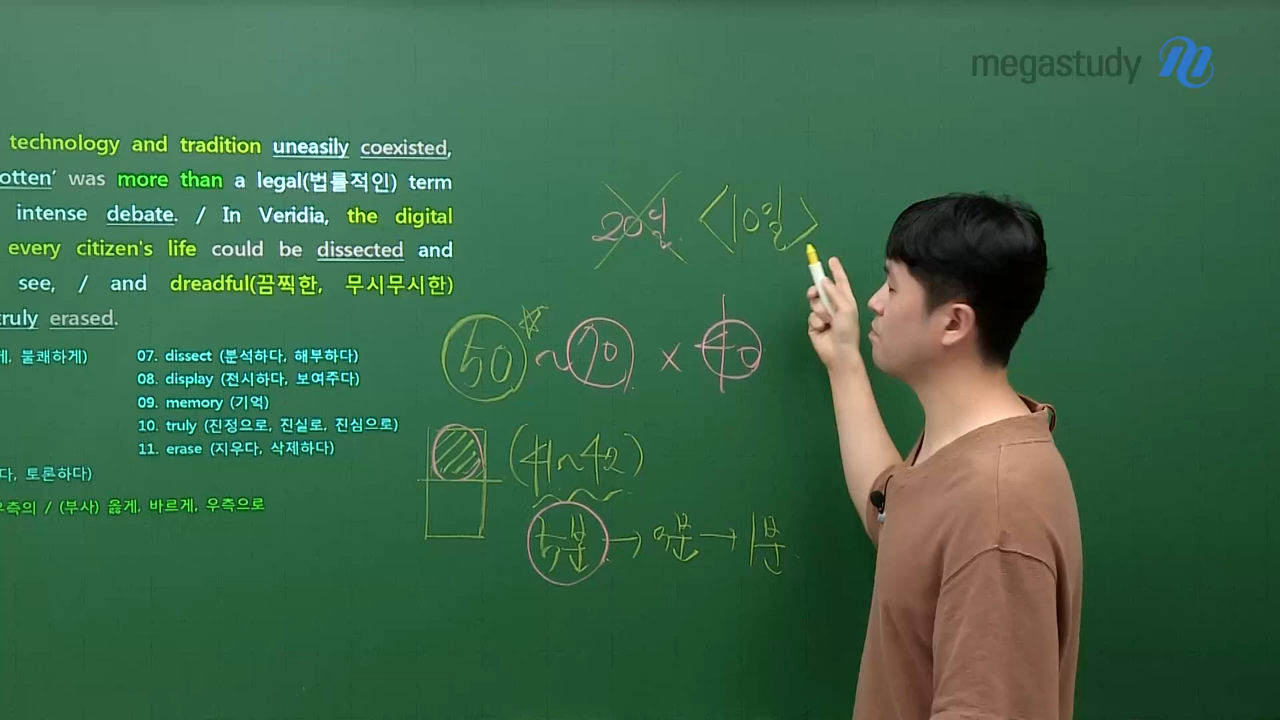 megastudy
technology and tradition uneasily coexisted,
otten' was more than a legal(법률적인) term
intense debate. / In Veridia, the digital
every citizen's life could be dissected and
see, / and dreadful(끔찍한, 무시무시한)
truly erased.
게, 불쾌하게)
07. dissect (분석하다, 해부하다)
08. display (전시하다, 보여주다)
09. memory (기억)
10. truly (진정으로, 진실로, 진심으로)
11. erase (지우다, 삭제하다)
다, 토론하다)
우측의 / (부사) 옳게, 바르게, 우측으로
20일 <10일>
50 ~ 70 x 40
(41~42)
5분 → 3분 → 1분